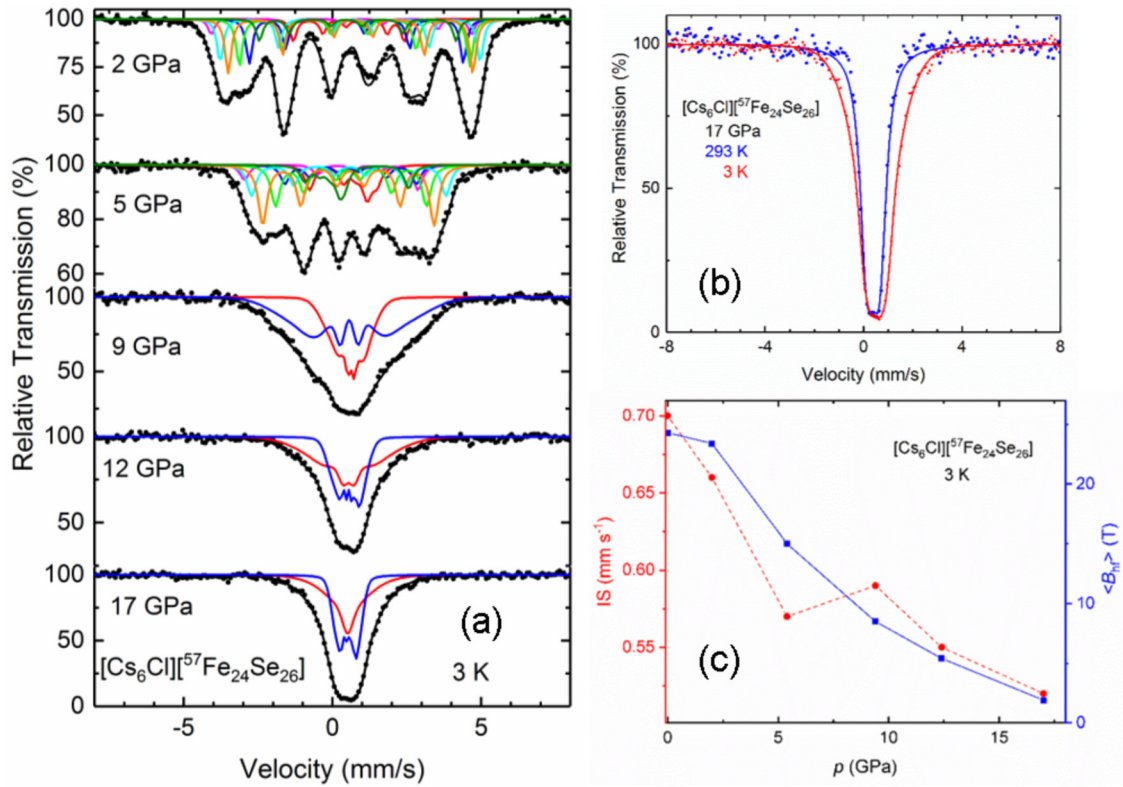 100
75
50
2 GPa
100
80
60
5 GPa
100
50
9 GPa
100
50
12 GPa
100
50
0
17 GPa
(a)
[Cs₆Cl][⁵⁷Fe₂₄Se₂₆]
3 K
-5
0
5
Velocity (mm/s)
Relative Transmission (%)
100
50
0
Relative Transmission (%)
[Cs₆Cl][⁵⁷Fe₂₄Se₂₆]
17 GPa
293 K
3 K
(b)
-8
-4
0
4
8
Velocity (mm/s)
0.70
0.65
0.60
0.55
IS (mm s⁻¹)
[Cs₆Cl][⁵⁷Fe₂₄Se₂₆]
3 K
(c)
20
10
0
<B_hf> (T)
0
5
10
15
p (GPa)